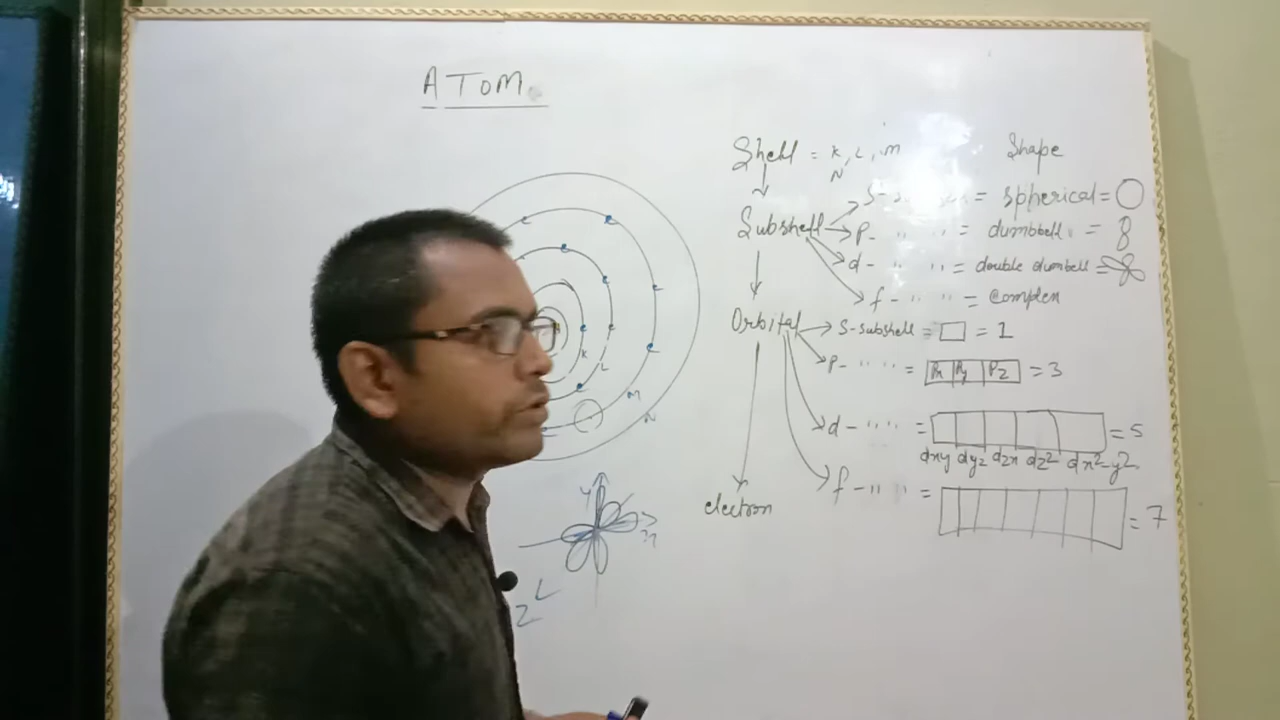 ATOM
Shell = K, L, M
N
Shape
Subshell
S- = spherical =
p- " " " = dumbbell =
d- " " " = double dumbell =
f- " " " = Complex
Orbital
S-subshell = = 1
p- " " " = Px Py Pz = 3
d- " " " = = 5
dxy dyz dzx dz² dx²-y²
f- " " " = = 7
electron
K
L
M
N
y
x
z